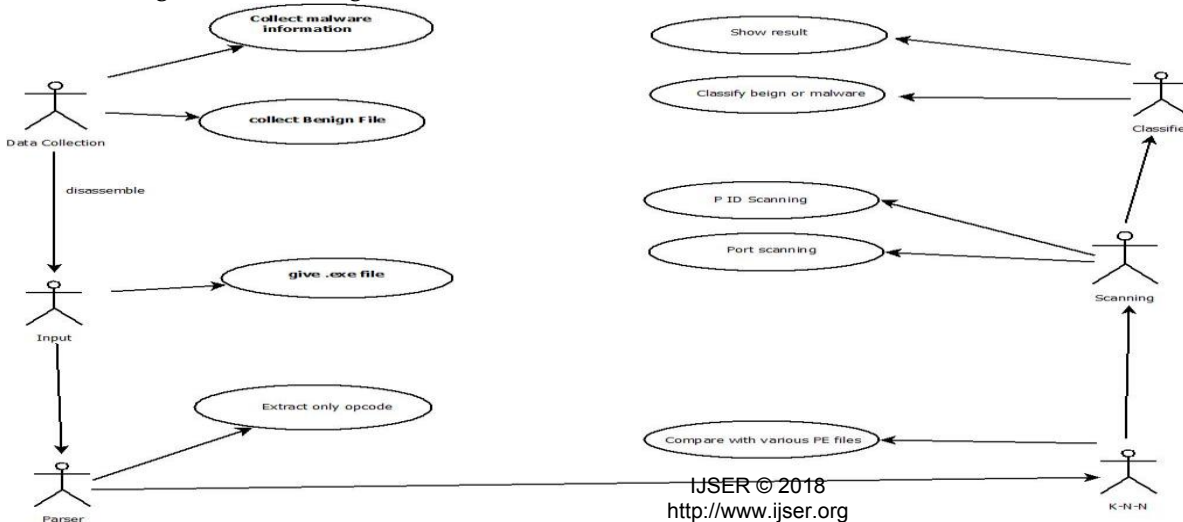 Collect malware
information
collect Benign File
Data Collection
disassemble
give .exe file
Input
Extract only opcode
Parser
Show result
Classify beign or malware
Classifie
P ID Scanning
Port scanning
Scanning
Compare with various PE files
K-N-N
IJSER © 2018
http://www.ijser.org